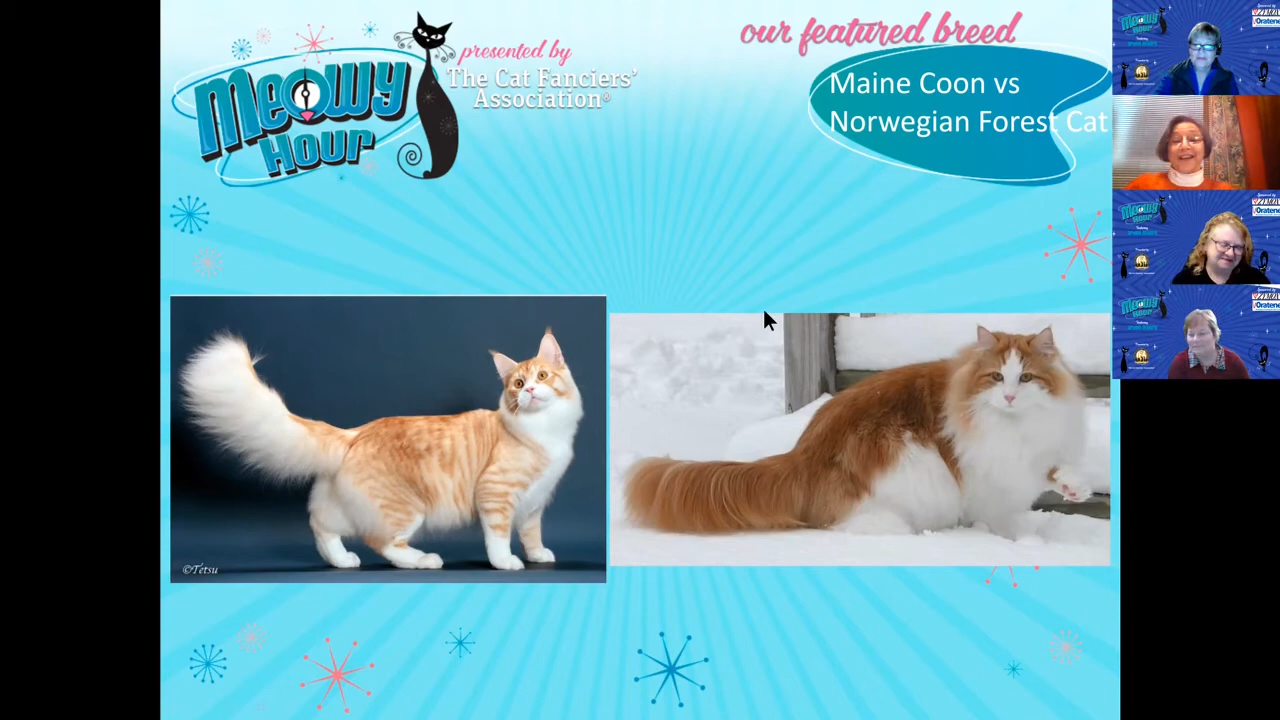 Meowy
Hour
presented by
The Cat Fanciers'
Association®
our featured breed
Maine Coon vs
Norwegian Forest Cat
©Tetsu